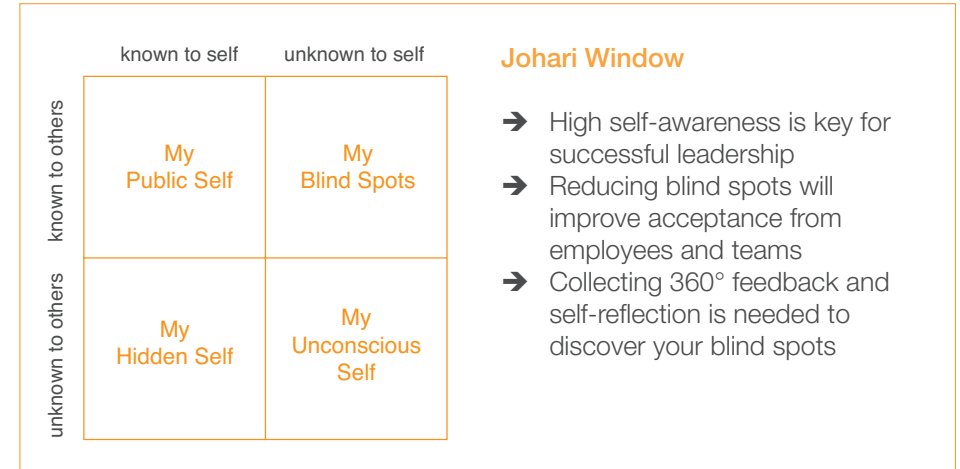 known to self
unknown to self
known to others
unknown to others
My
Public Self
My
Blind Spots
My
Hidden Self
My
Unconscious
Self
Johari Window
➔ High self-awareness is key for
successful leadership
➔ Reducing blind spots will
improve acceptance from
employees and teams
➔ Collecting 360° feedback and
self-reflection is needed to
discover your blind spots